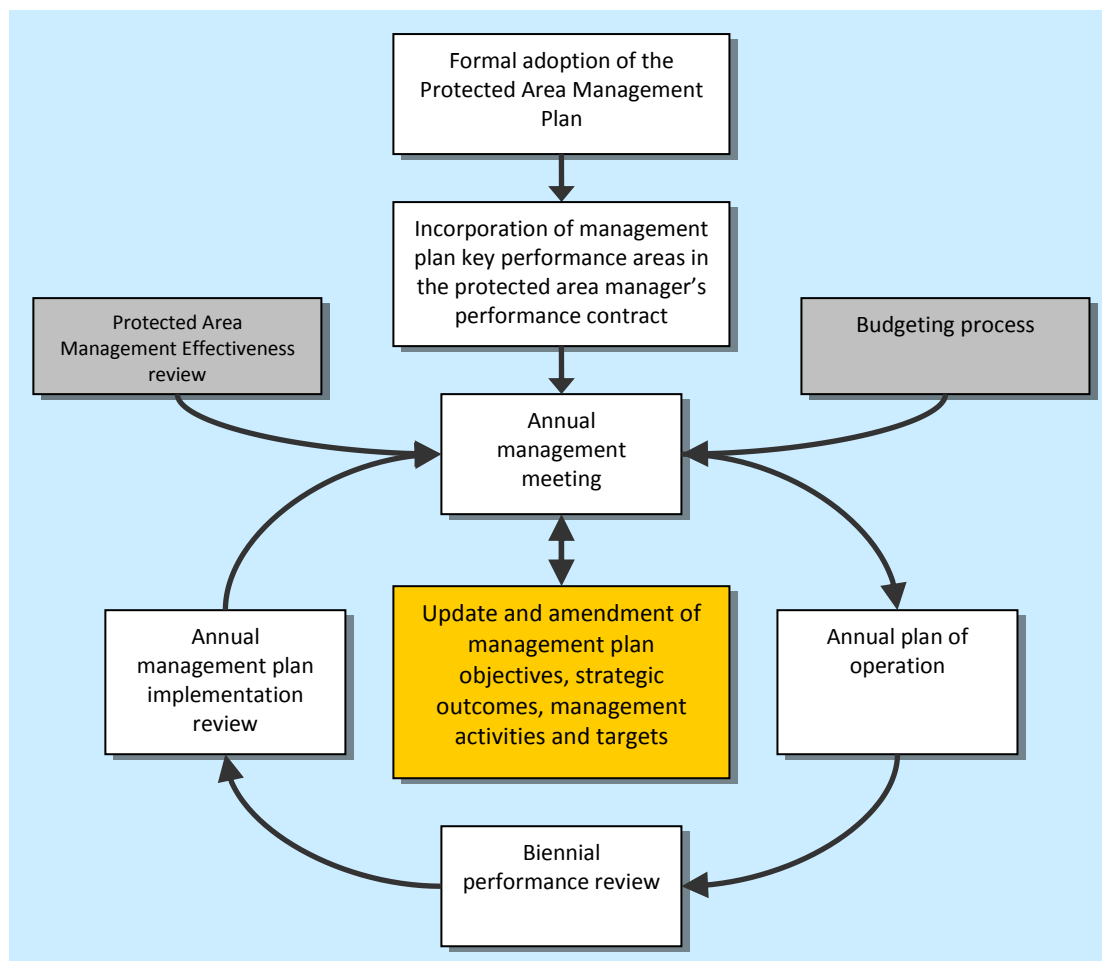 Formal adoption of the
Protected Area Management
Plan
Incorporation of management
plan key performance areas in
the protected area manager’s
performance contract
Protected Area
Management Effectiveness
review
Budgeting process
Annual
management
meeting
Annual
management plan
implementation
review
Update and amendment of
management plan
objectives, strategic
outcomes, management
activities and targets
Annual plan of
operation
Biennial
performance review